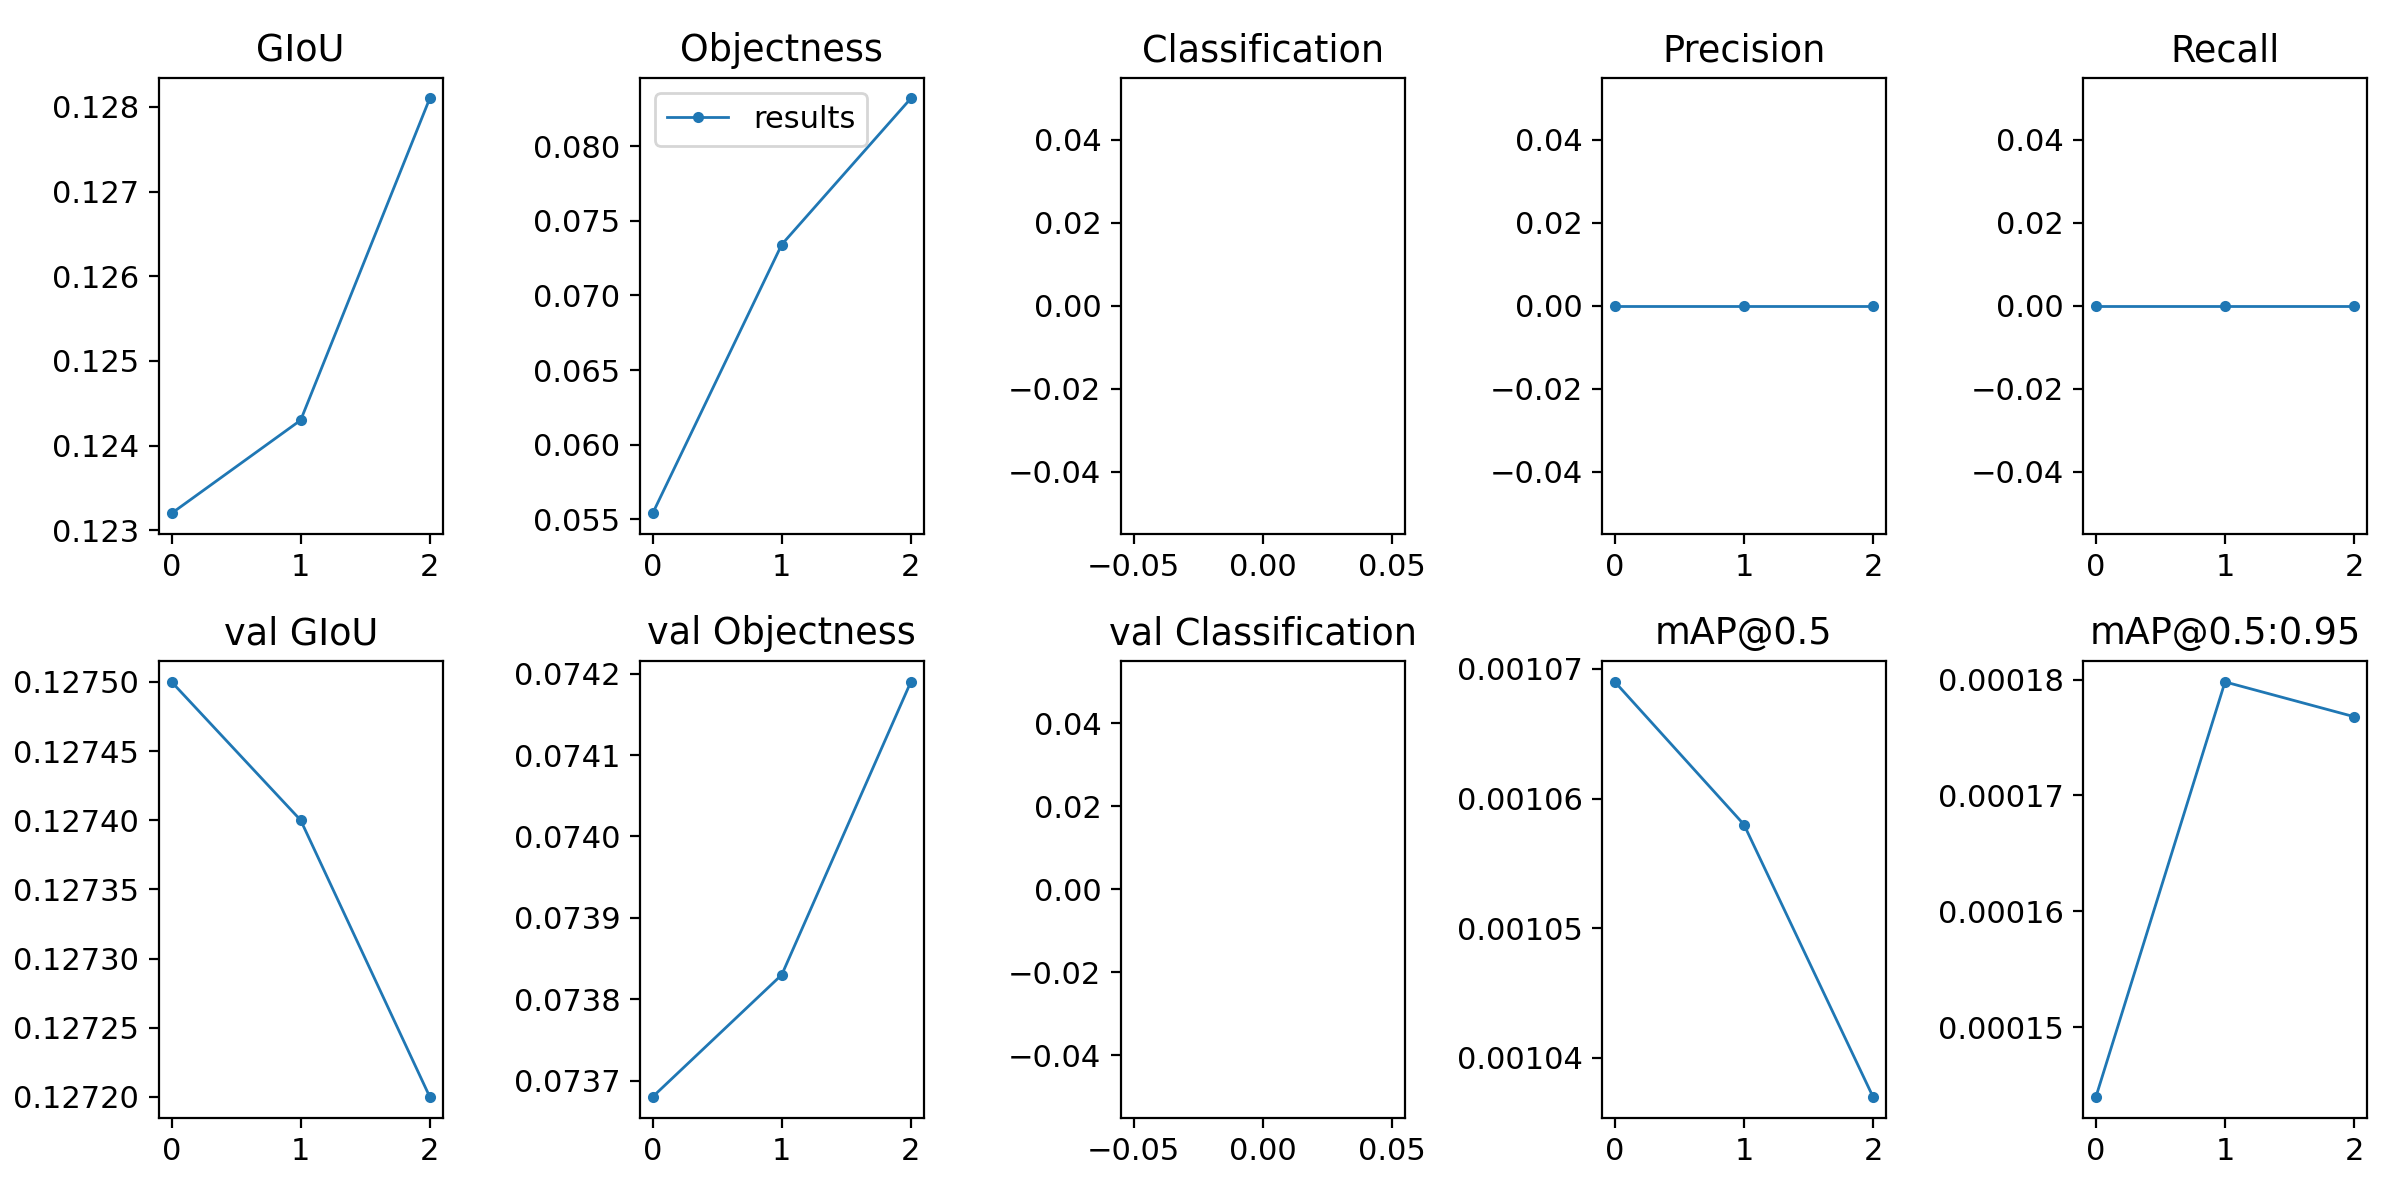 GIoU
0.128
0.127
0.126
0.125
0.124
0.123
0 1 2
Objectness
results
0.080
0.075
0.070
0.065
0.060
0.055
0 1 2
Classification
0.04
0.02
0.00
−0.02
−0.04
−0.05 0.00 0.05
Precision
0.04
0.02
0.00
−0.02
−0.04
0 1 2
Recall
0.04
0.02
0.00
−0.02
−0.04
0 1 2
val GIoU
0.12750
0.12745
0.12740
0.12735
0.12730
0.12725
0.12720
0 1 2
val Objectness
0.0742
0.0741
0.0740
0.0739
0.0738
0.0737
0 1 2
val Classification
0.04
0.02
0.00
−0.02
−0.04
−0.05 0.00 0.05
mAP@0.5
0.00107
0.00106
0.00105
0.00104
0 1 2
mAP@0.5:0.95
0.00018
0.00017
0.00016
0.00015
0 1 2